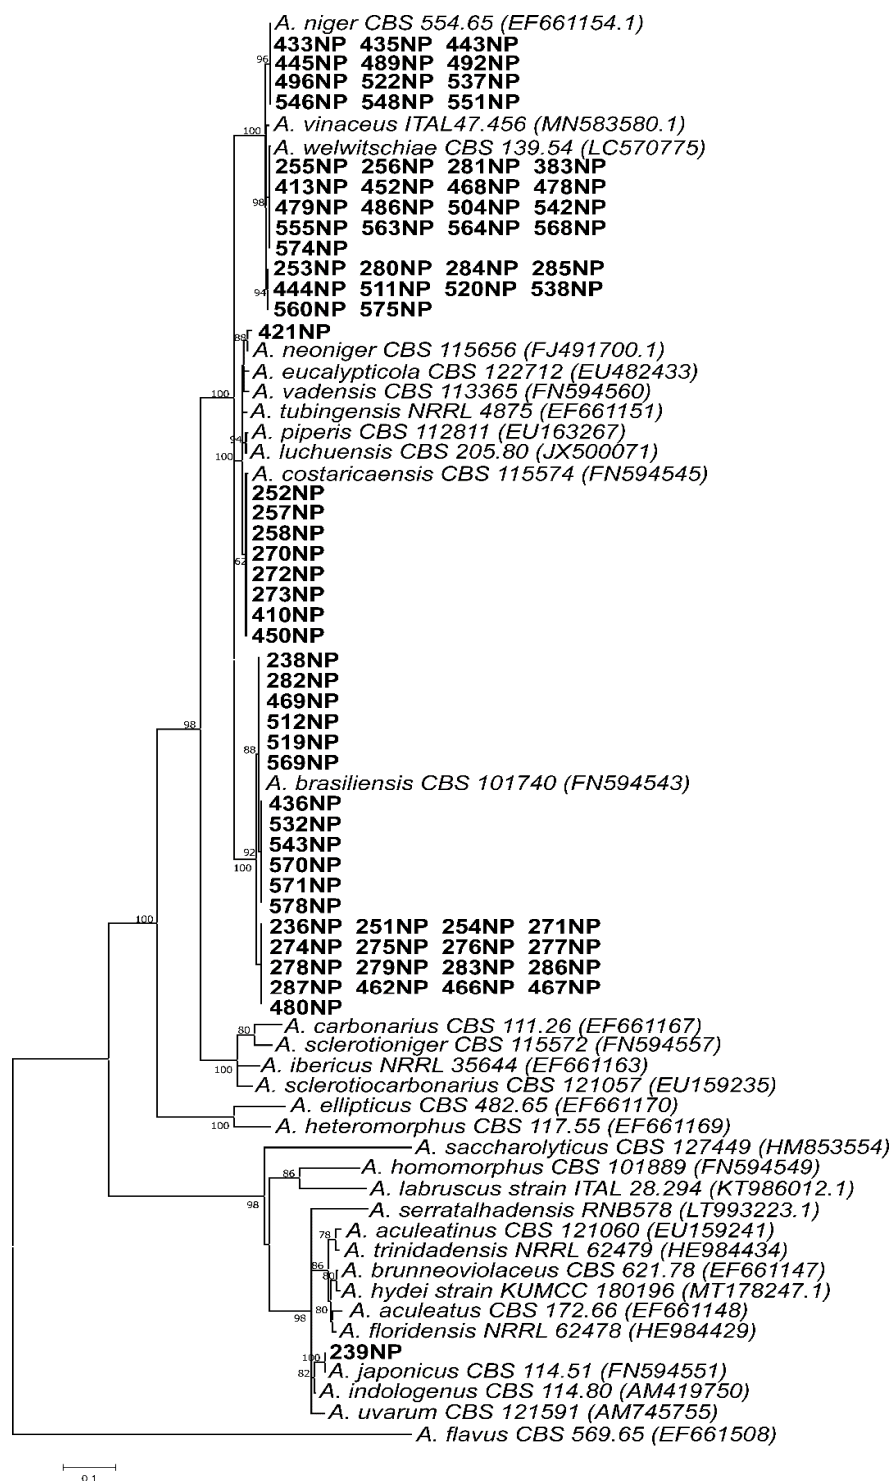 A. niger CBS 554.65 (EF661154.1)
433NP 435NP 443NP
96
445NP 489NP 492NP
496NP 522NP 537NP
546NP 548NP 551NP
A. vinaceus ITAL47.456 (MN583580.1)
100
A. welwitschiae CBS 139.54 (LC570775)
255NP 256NP 281NP 383NP
413NP 452NP 468NP 478NP
98
479NP 486NP 504NP 542NP
555NP 563NP 564NP 568NP
574NP
253NP 280NP 284NP 285NP
94
444NP 511NP 520NP 538NP
560NP 575NP
421NP
88
A. neoniger CBS 115656 (FJ491700.1)
A. eucalypticola CBS 122712 (EU482433)
100
A. vadensis CBS 113365 (FN594560)
A. tubingensis NRRL 4875 (EF661151)
A. piperis CBS 112811 (EU163267)
94
A. luchuensis CBS 205.80 (JX500071)
100
A. costaricaensis CBS 115574 (FN594545)
252NP
257NP
258NP
270NP
62
272NP
273NP
410NP
450NP
238NP
282NP
469NP
512NP
98
519NP
88
569NP
A. brasiliensis CBS 101740 (FN594543)
436NP
532NP
543NP
92
570NP
100
571NP
578NP
236NP 251NP 254NP 271NP
100
274NP 275NP 276NP 277NP
278NP 279NP 283NP 286NP
287NP 462NP 466NP 467NP
480NP
A. carbonarius CBS 111.26 (EF661167)
80
A. sclerotioniger CBS 115572 (FN594557)
A. ibericus NRRL 35644 (EF661163)
100
A. sclerotiocarbonarius CBS 121057 (EU159235)
A. ellipticus CBS 482.65 (EF661170)
100
A. heteromorphus CBS 117.55 (EF661169)
A. saccharolyticus CBS 127449 (HM853554)
A. homomorphus CBS 101889 (FN594549)
86
A. labruscus strain ITAL 28.294 (KT986012.1)
98
A. serratalhadensis RNB578 (LT993223.1)
A. aculeatinus CBS 121060 (EU159241)
78
A. trinidadensis NRRL 62479 (HE984434)
86
A. brunneoviolaceus CBS 621.78 (EF661147)
80
A. hydei strain KUMCC 180196 (MT178247.1)
A. aculeatus CBS 172.66 (EF661148)
80
98
A. floridensis NRRL 62478 (HE984429)
239NP
100
A. japonicus CBS 114.51 (FN594551)
82
A. indologenus CBS 114.80 (AM419750)
A. uvarum CBS 121591 (AM745755)
A. flavus CBS 569.65 (EF661508)
0.1